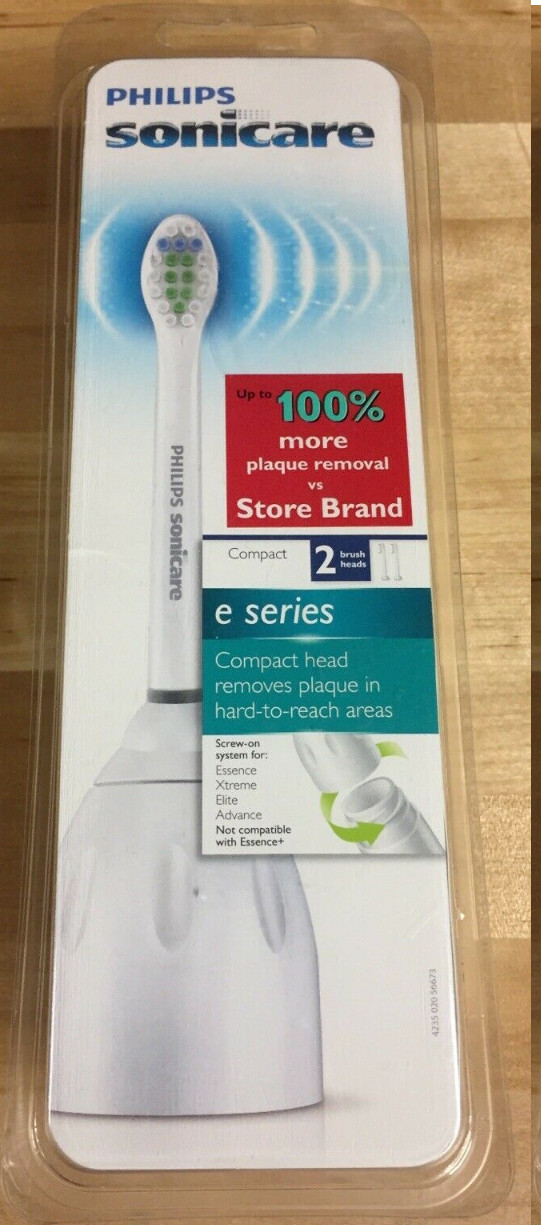 PHILIPS
sonicare
PHILIPS sonicare
Up to 100%
more
plaque removal
vs
Store Brand
Compact
2 brush
heads
e series
Compact head
removes plaque in
hard-to-reach areas
Screw-on
system for:
Essence
Xtreme
Elite
Advance
Not compatible
with Essence+
4235 020 56673